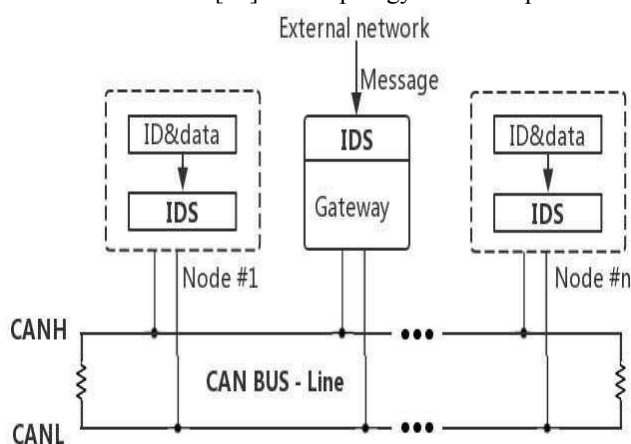 External network
Message
ID&data
IDS
Node #1
IDS
Gateway
ID&data
IDS
Node #n
CANH
CAN BUS - Line
CANL